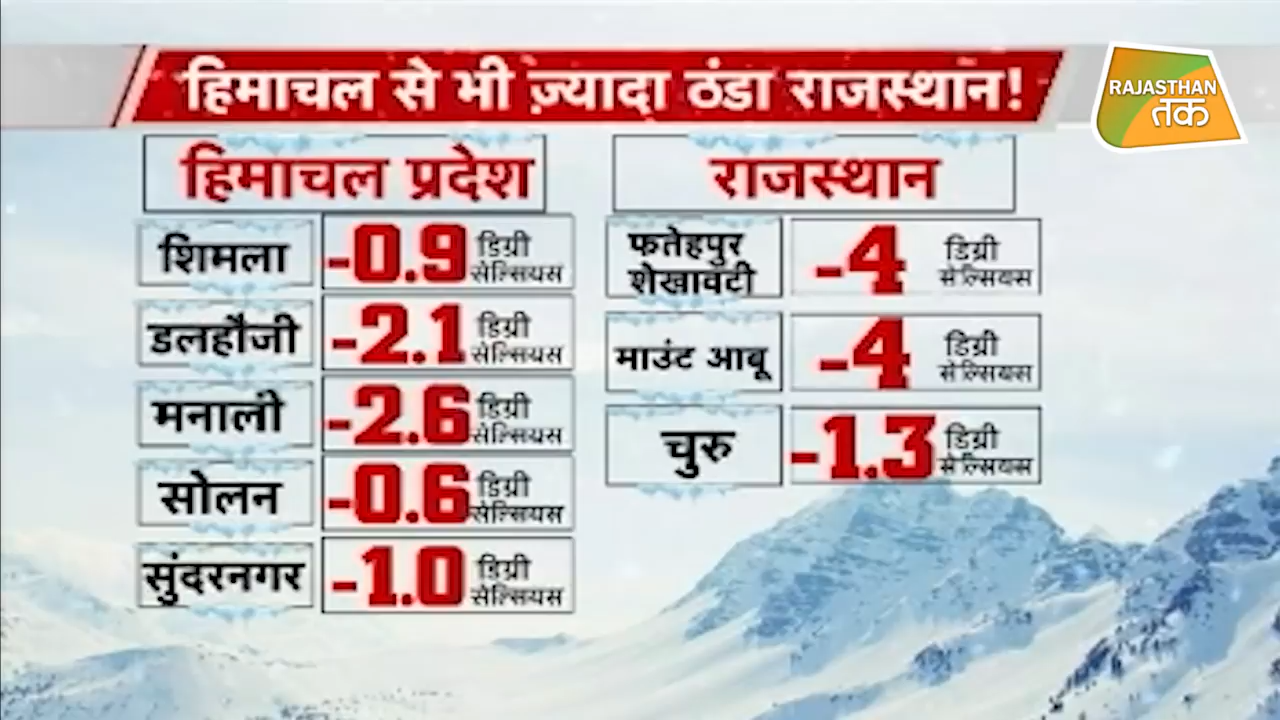 हिमाचल से भी ज़्यादा ठंडा राजस्थान!
RAJASTHAN
तक
हिमाचल प्रदेश
शिमला -0.9 डिग्री सेल्सियस
डलहौजी -2.1 डिग्री सेल्सियस
मनाली -2.6 डिग्री सेल्सियस
सोलन -0.6 डिग्री सेल्सियस
सुंदरनगर -1.0 डिग्री सेल्सियस
राजस्थान
फतेहपुर शेखावटी -4 डिग्री सेल्सियस
माउंट आबू -4 डिग्री सेल्सियस
चुरु -1.3 डिग्री सेल्सियस